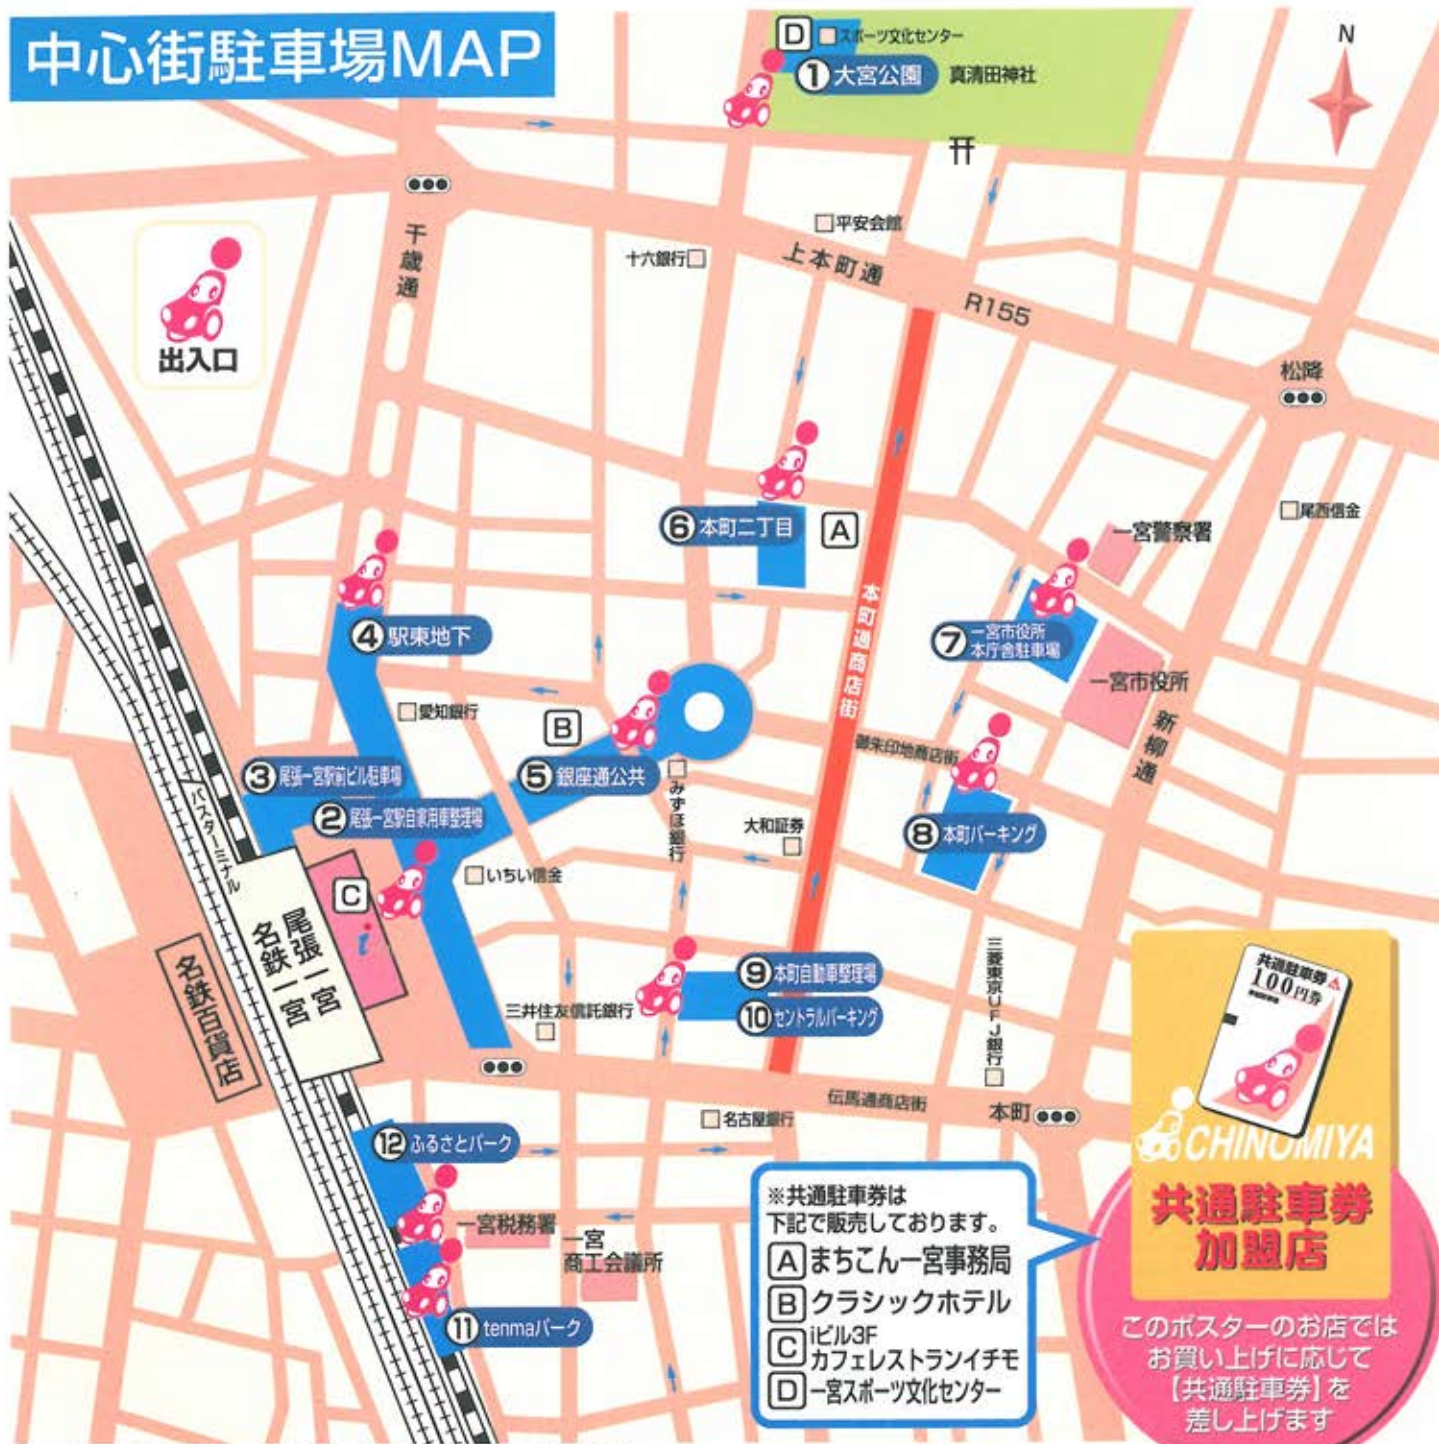 中心街駐車場MAP
D
スポーツ文化センター
① 大宮公園
真清田神社
N
千歳通
出入口
平安会館
十六銀行
上本町通
R155
松降
尾西信金
⑥ 本町二丁目
A
一宮警察署
④ 駅東地下
⑦ 一宮市役所
本庁舎駐車場
一宮市役所
本町通商店街
新柳通
愛知銀行
B
⑤ 銀座通公共
御朱印地商店街
③ 尾張一宮駅前ビル駐車場
② 尾張一宮駅自家用車整理場
みずほ銀行
大和証券
⑧ 本町パーキング
バスターミナル
いちい信金
C
i
尾張一宮
名鉄一宮
名鉄百貨店
⑨ 本町自動車整理場
⑩ セントラルパーキング
三井住友信託銀行
三菱東京UFJ銀行
伝馬通商店街
本町
名古屋銀行
⑫ ふるさとパーク
一宮税務署
一宮
商工会議所
⑪ tenmaパーク
※共通駐車券は
下記で販売しております。
A まちこん一宮事務局
B クラシックホテル
C iビル3F
カフェレストランイチモ
D 一宮スポーツ文化センター
共通駐車券
100円券
CHINOMIYA
共通駐車券
加盟店
このポスターのお店では
お買い上げに応じて
【共通駐車券】を
差し上げます